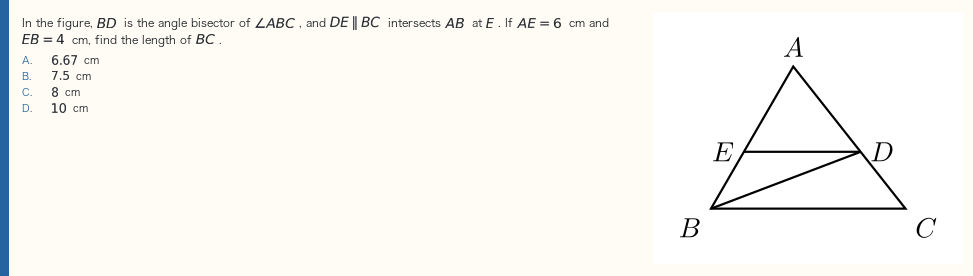 In the figure, BD is the angle bisector of ∠ABC , and DE ∥ BC intersects AB at E . If AE = 6 cm and
EB = 4 cm, find the length of BC .
A. 6.67 cm
B. 7.5 cm
C. 8 cm
D. 10 cm
A
E
D
B
C